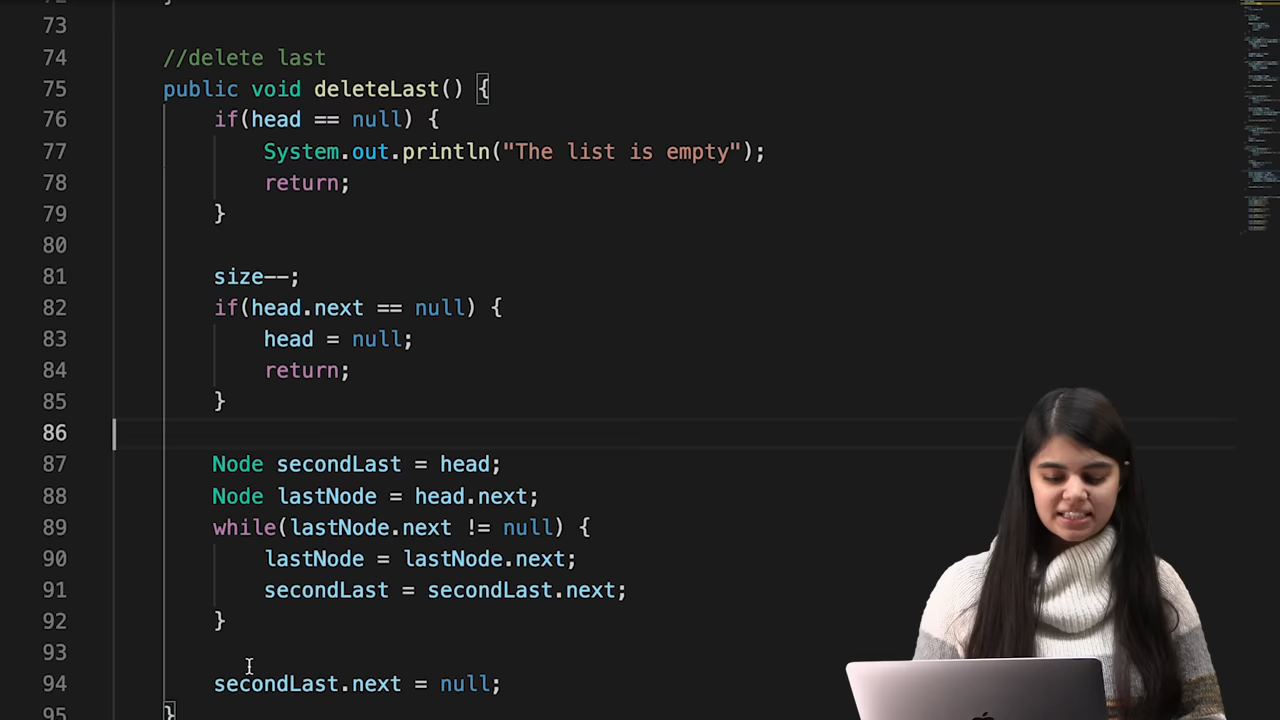 73
74 //delete last
75 public void deleteLast() {
76 if(head == null) {
77 System.out.println("The list is empty");
78 return;
79 }
80
81 size--;
82 if(head.next == null) {
83 head = null;
84 return;
85 }
86
87 Node secondLast = head;
88 Node lastNode = head.next;
89 while(lastNode.next != null) {
90 lastNode = lastNode.next;
91 secondLast = secondLast.next;
92 }
93
94 secondLast.next = null;
95 }